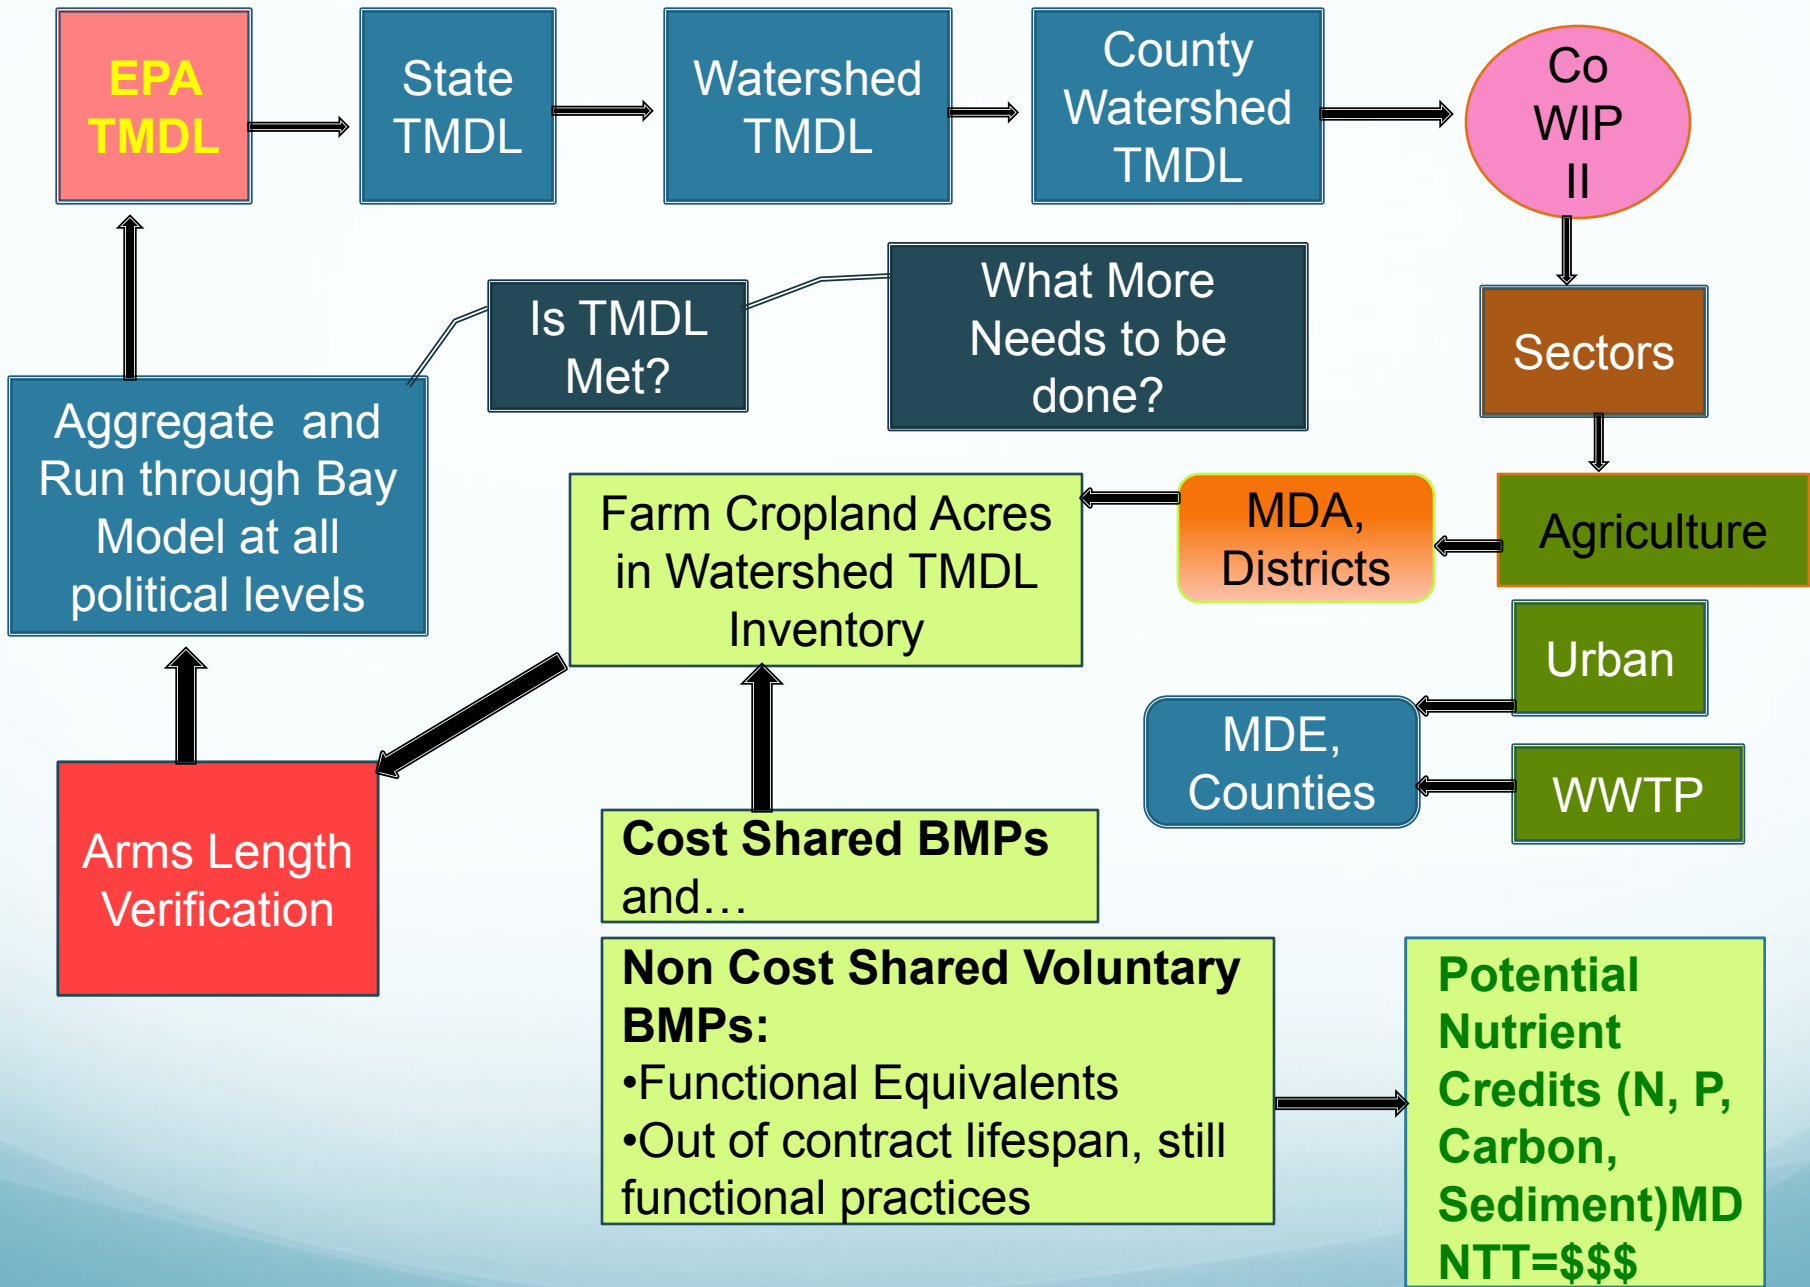 EPA
TMDL
State
TMDL
Watershed
TMDL
County
Watershed
TMDL
Co
WIP
II
Is TMDL
Met?
What More
Needs to be
done?
Sectors
Aggregate and
Run through Bay
Model at all
political levels
Farm Cropland Acres
in Watershed TMDL
Inventory
MDA,
Districts
Agriculture
Urban
MDE,
Counties
WWTP
Arms Length
Verification
Cost Shared BMPs
and…
Non Cost Shared Voluntary
BMPs:
•Functional Equivalents
•Out of contract lifespan, still
functional practices
Potential
Nutrient
Credits (N, P,
Carbon,
Sediment)MD
NTT=$$$